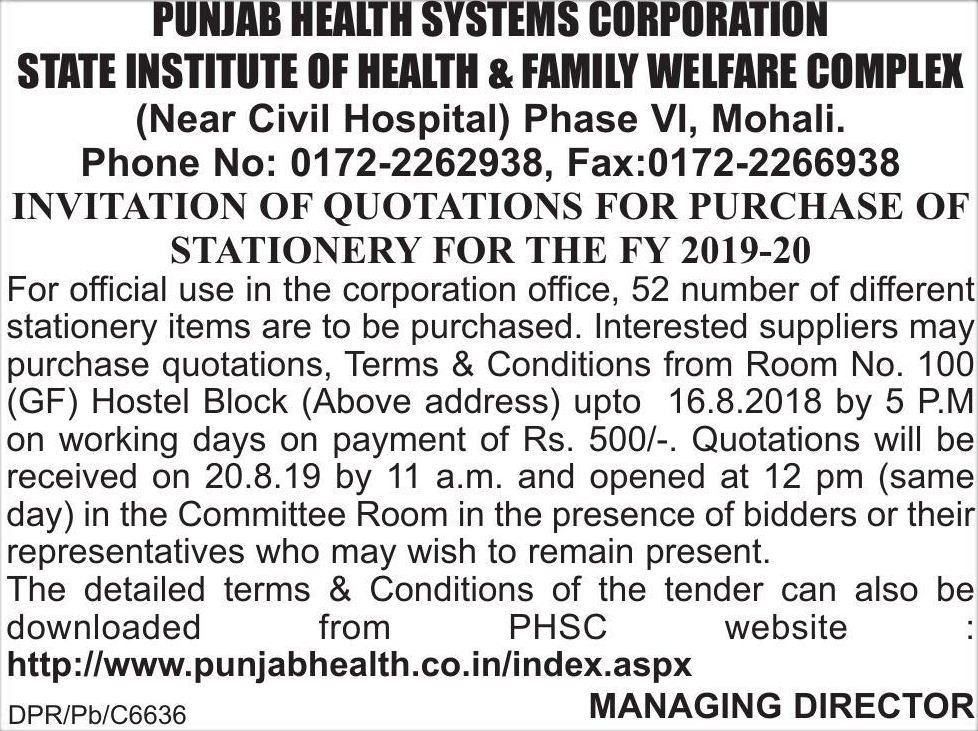 PUNJAB HEALTH SYSTEMS CORPORATION
STATE INSTITUTE OF HEALTH & FAMILY WELFARE COMPLEX
(Near Civil Hospital) Phase VI, Mohali.
Phone No: 0172-2262938, Fax:0172-2266938
INVITATION OF QUOTATIONS FOR PURCHASE OF
STATIONERY FOR THE FY 2019-20
For official use in the corporation office, 52 number of different
stationery items are to be purchased. Interested suppliers may
purchase quotations, Terms & Conditions from Room No. 100
(GF) Hostel Block (Above address) upto 16.8.2018 by 5 P.M
on working days on payment of Rs. 500/-. Quotations will be
received on 20.8.19 by 11 a.m. and opened at 12 pm (same
day) in the Committee Room in the presence of bidders or their
representatives who may wish to remain present.
The detailed terms & Conditions of the tender can also be
downloaded from PHSC website :
http://www.punjabhealth.co.in/index.aspx
MANAGING DIRECTOR
DPR/Pb/C6636